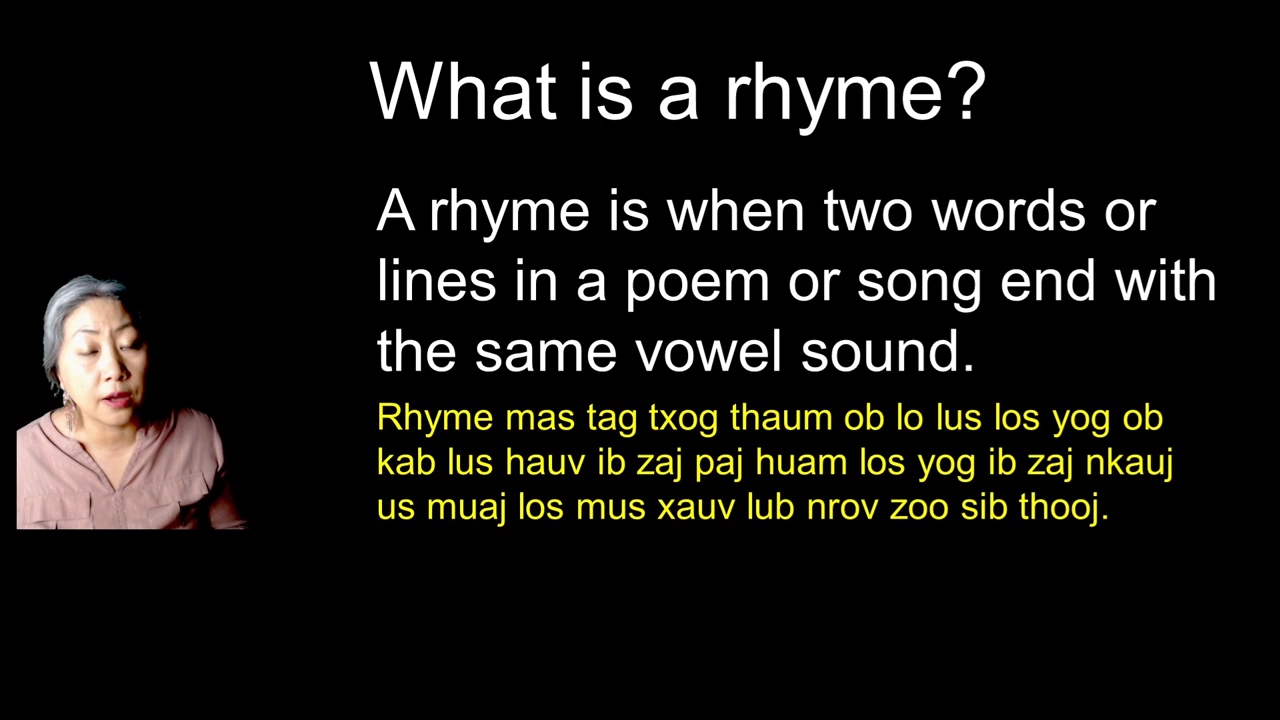 What is a rhyme?
A rhyme is when two words or
lines in a poem or song end with
the same vowel sound.
Rhyme mas tag txog thaum ob lo lus los yog ob
kab lus hauv ib zaj paj huam los yog ib zaj nkauj
us muaj los mus xauv lub nrov zoo sib thooj.